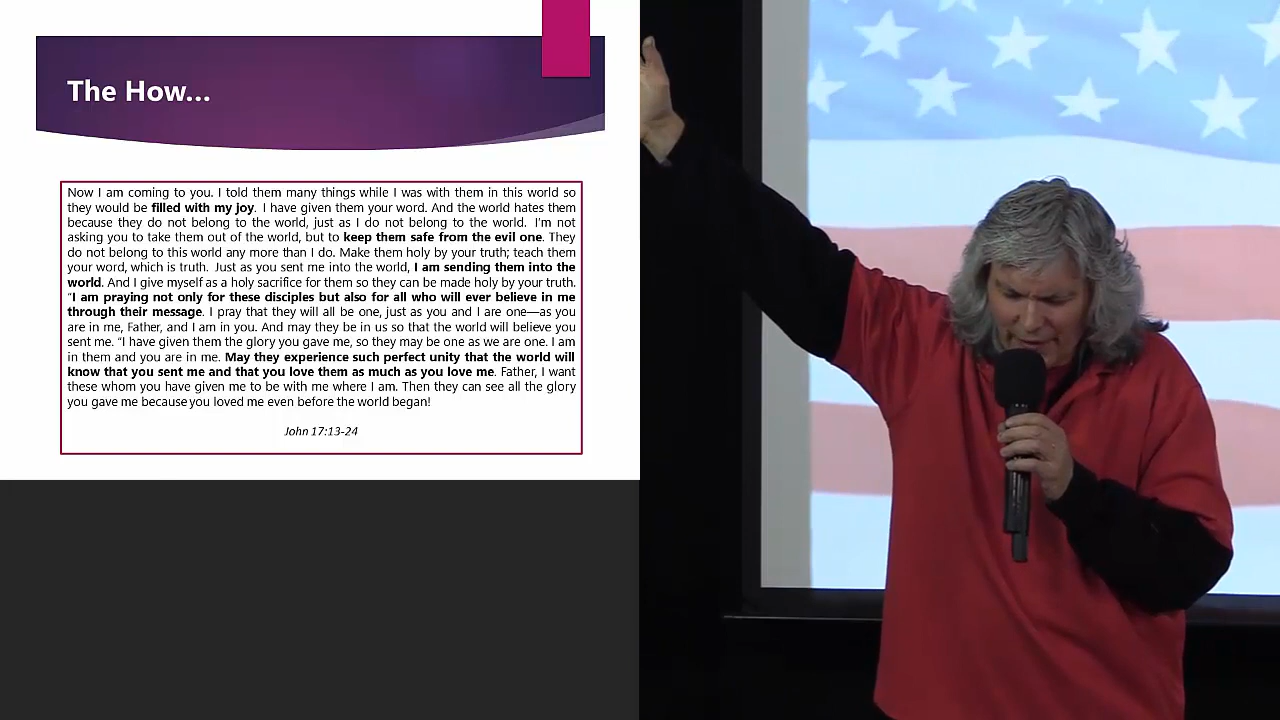 The How...
Now I am coming to you. I told them many things while I was with them in this world so
they would be filled with my joy. I have given them your word. And the world hates them
because they do not belong to the world, just as I do not belong to the world. I'm not
asking you to take them out of the world, but to keep them safe from the evil one. They
do not belong to this world any more than I do. Make them holy by your truth; teach them
your word, which is truth. Just as you sent me into the world, I am sending them into the
world. And I give myself as a holy sacrifice for them so they can be made holy by your truth.
"I am praying not only for these disciples but also for all who will ever believe in me
through their message. I pray that they will all be one, just as you and I are one—as you
are in me, Father, and I am in you. And may they be in us so that the world will believe you
sent me. "I have given them the glory you gave me, so they may be one as we are one. I am
in them and you are in me. May they experience such perfect unity that the world will
know that you sent me and that you love them as much as you love me. Father, I want
these whom you have given me to be with me where I am. Then they can see all the glory
you gave me because you loved me even before the world began!
John 17:13-24